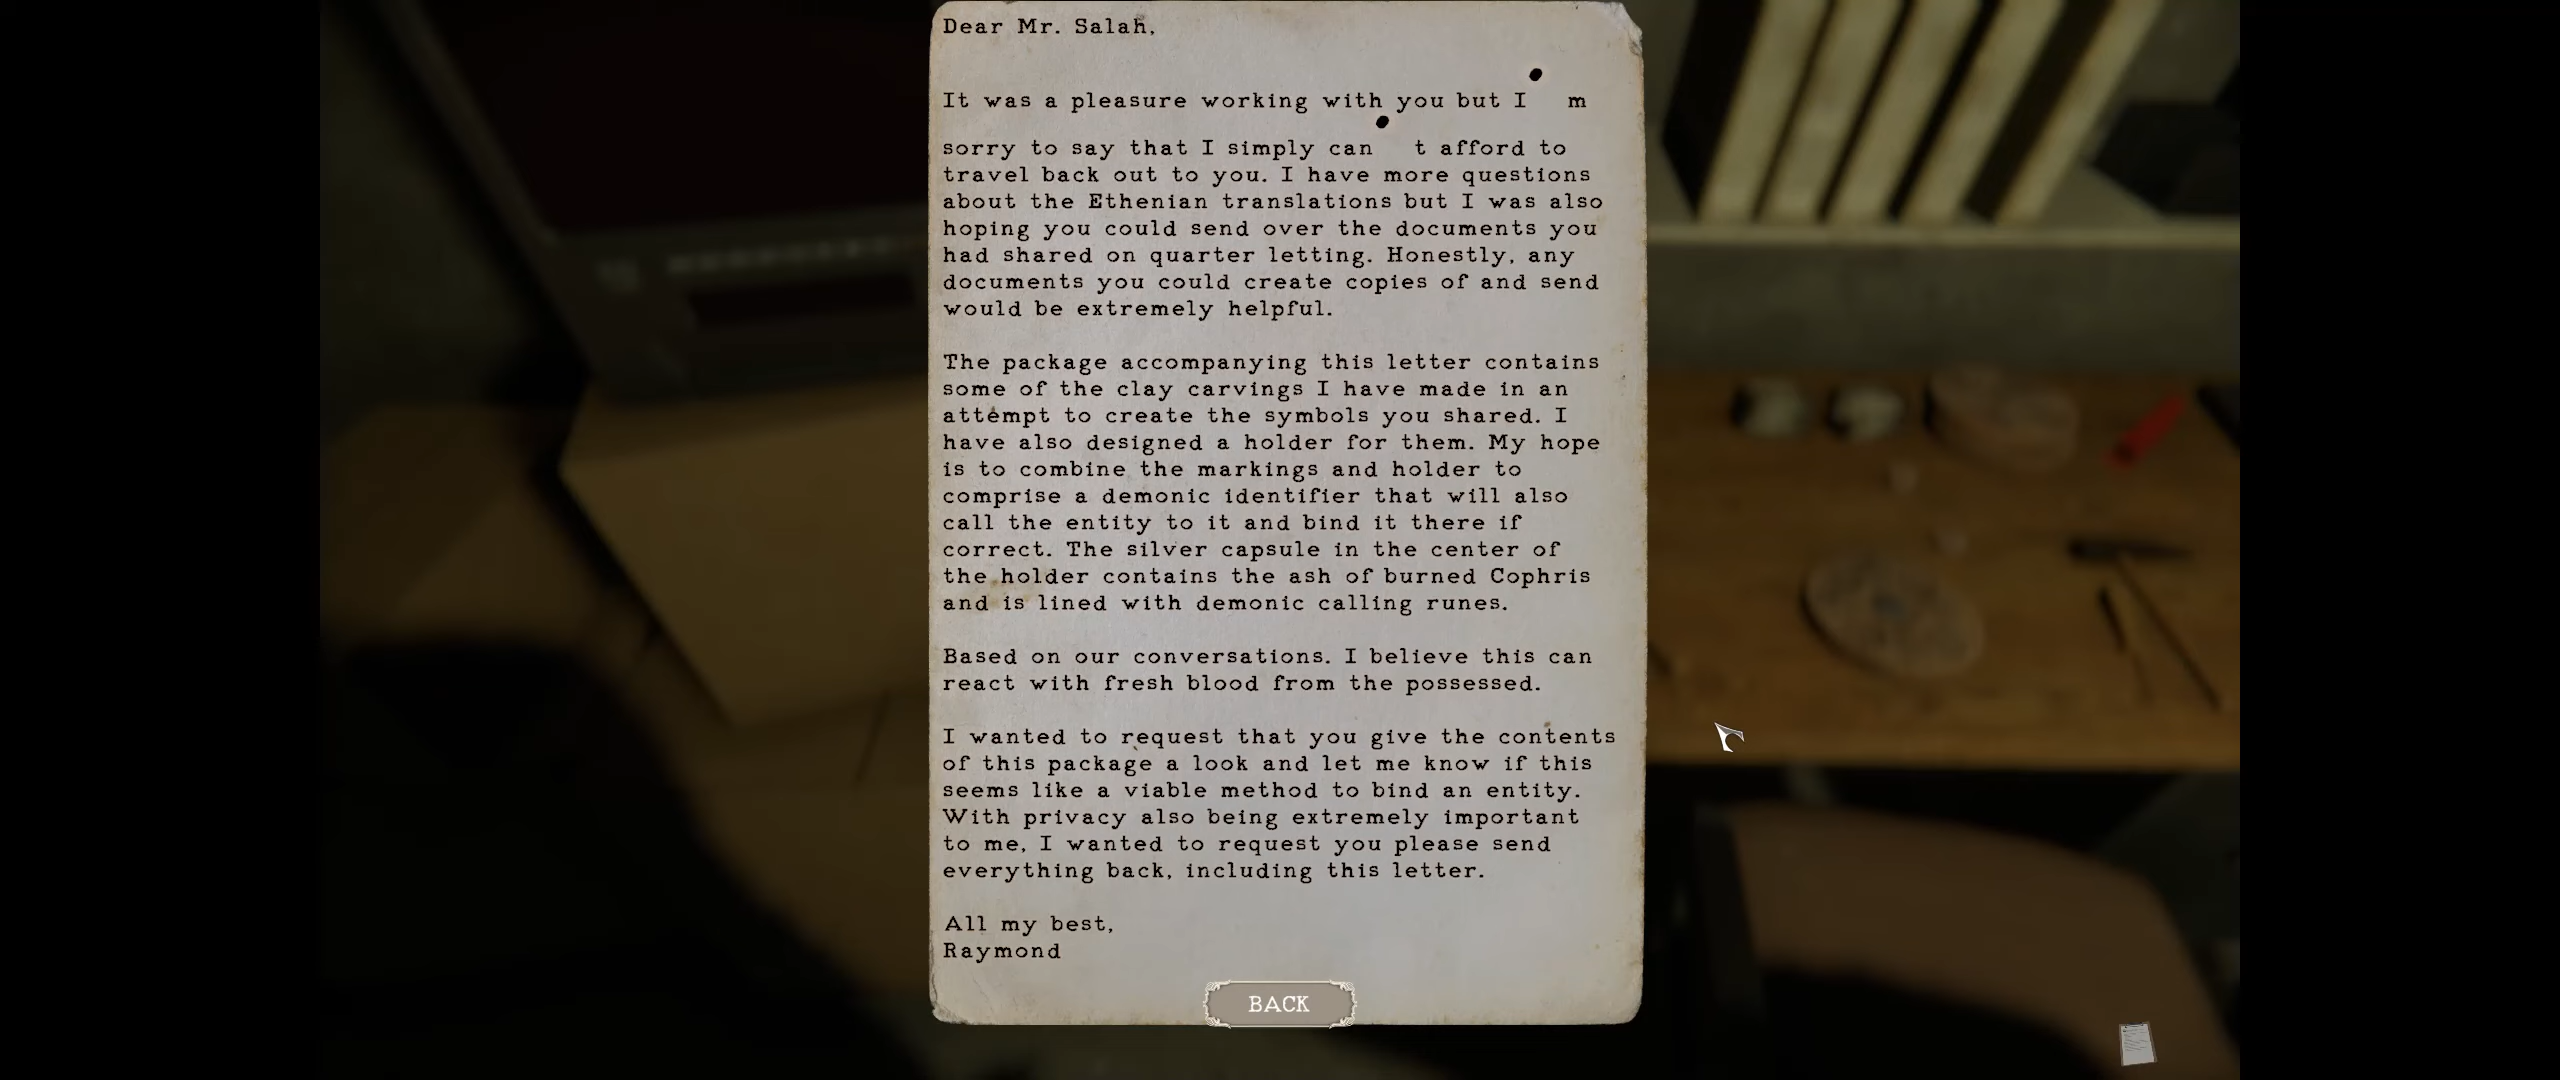 Dear Mr. Salah,
It was a pleasure working with you but I m
sorry to say that I simply can t afford to
travel back out to you. I have more questions
about the Ethenian translations but I was also
hoping you could send over the documents you
had shared on quarter letting. Honestly, any
documents you could create copies of and send
would be extremely helpful.
The package accompanying this letter contains
some of the clay carvings I have made in an
attempt to create the symbols you shared. I
have also designed a holder for them. My hope
is to combine the markings and holder to
comprise a demonic identifier that will also
call the entity to it and bind it there if
correct. The silver capsule in the center of
the holder contains the ash of burned Cophris
and is lined with demonic calling runes.
Based on our conversations. I believe this can
react with fresh blood from the possessed.
I wanted to request that you give the contents
of this package a look and let me know if this
seems like a viable method to bind an entity.
With privacy also being extremely important
to me, I wanted to request you please send
everything back, including this letter.
All my best,
Raymond
BACK